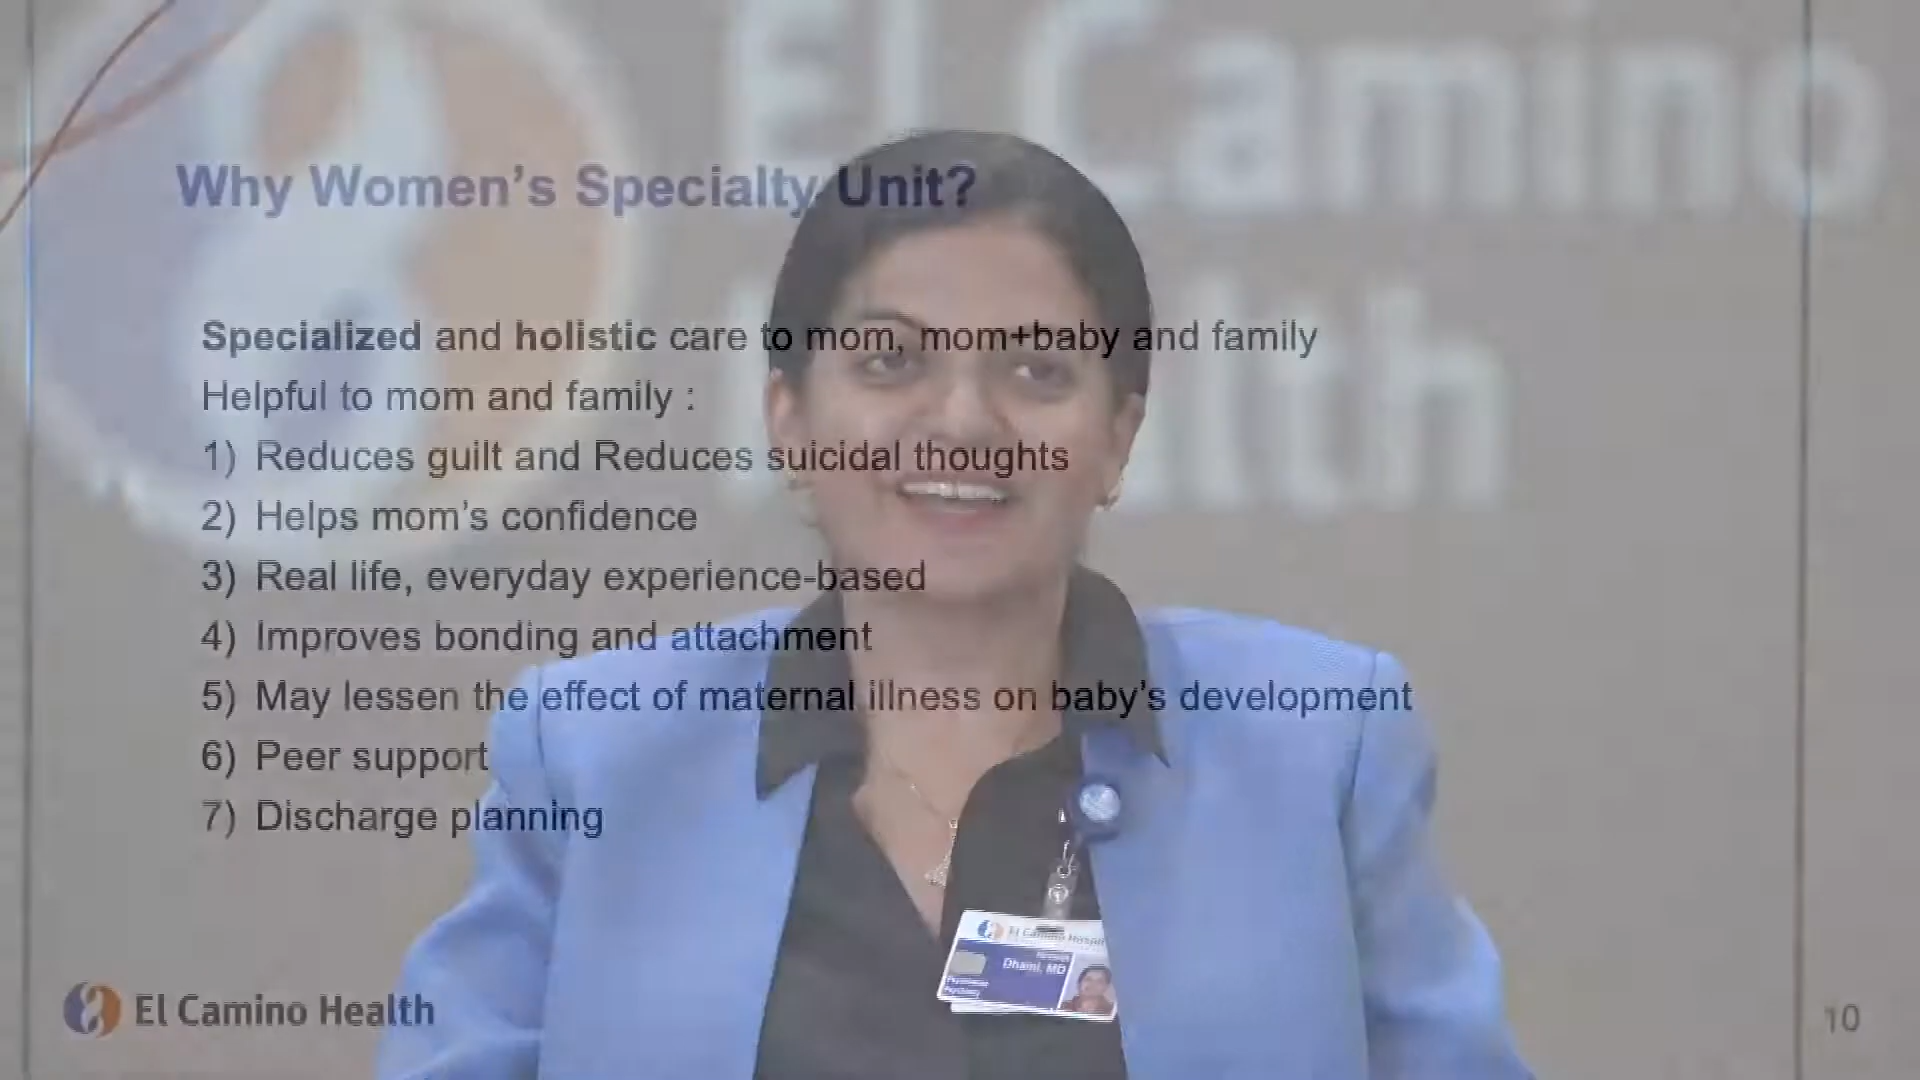 El Camino
Health
Why Women's Specialty Unit?
Specialized and holistic care to mom, mom+baby and family
Helpful to mom and family :
1) Reduces guilt and Reduces suicidal thoughts
2) Helps mom's confidence
3) Real life, everyday experience-based
4) Improves bonding and attachment
5) May lessen the effect of maternal illness on baby's development
6) Peer support
7) Discharge planning
El Camino
Dhami, MD
El Camino Health
10